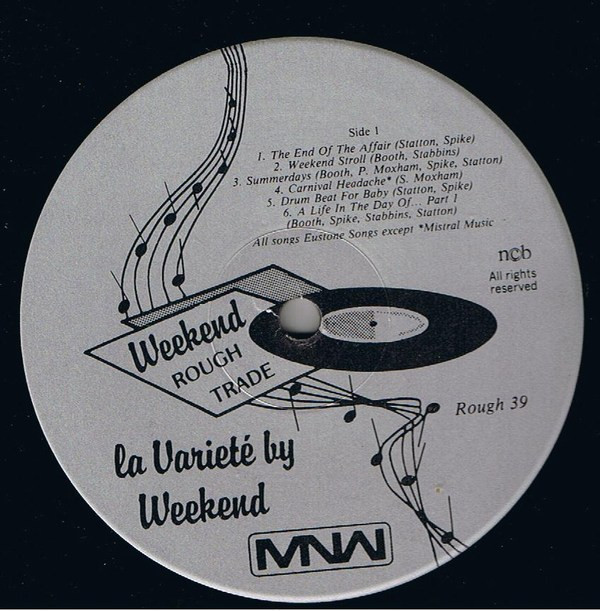 Side 1
1. The End Of The Affair (Statton, Spike)
2. Weekend Stroll (Booth, Stabbins)
3. Summerdays (Booth, P. Moxham, Spike, Statton)
4. Carnival Headache* (S. Moxham)
5. Drum Beat For Baby (Statton, Spike)
6. A Life In The Day Of... Part 1
(Booth, Spike, Stabbins, Statton)
All songs Eustone Songs except *Mistral Music
ncb
All rights
reserved
Weekend
ROUGH
TRADE
Rough 39
la Varieté by
Weekend
MNW